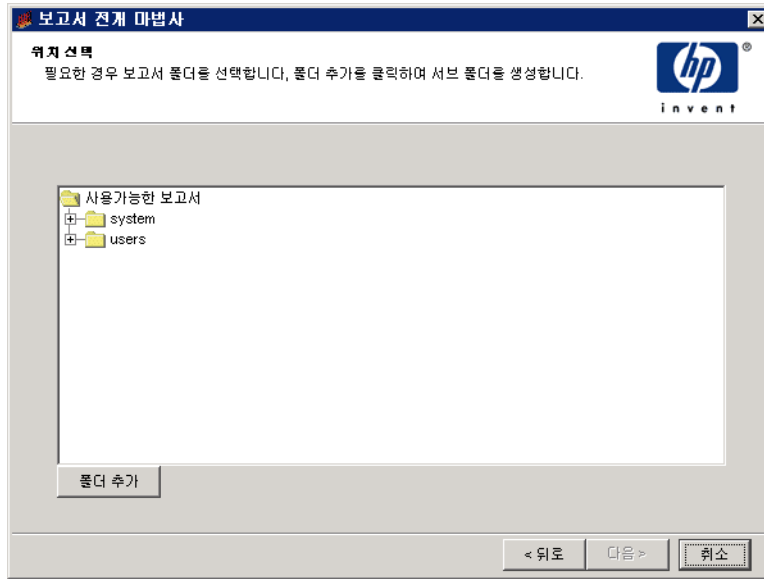 보고서 전개 마법사
위치 선택
필요한 경우 보고서 폴더를 선택합니다, 폴더 추가를 클릭하여 서브 폴더를 생성합니다.
hp
®
invent
사용가능한 보고서
system
users
폴더 추가
< 뒤로
다음 >
취소